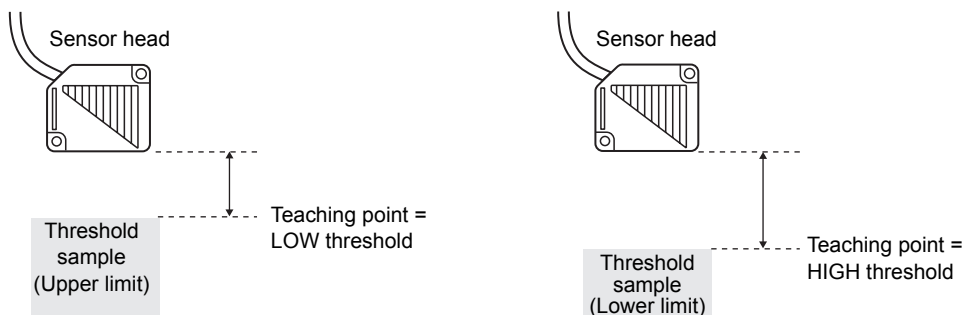 Sensor head
Teaching point =
LOW threshold
Threshold
sample
(Upper limit)
Sensor head
Teaching point =
HIGH threshold
Threshold
sample
(Lower limit)